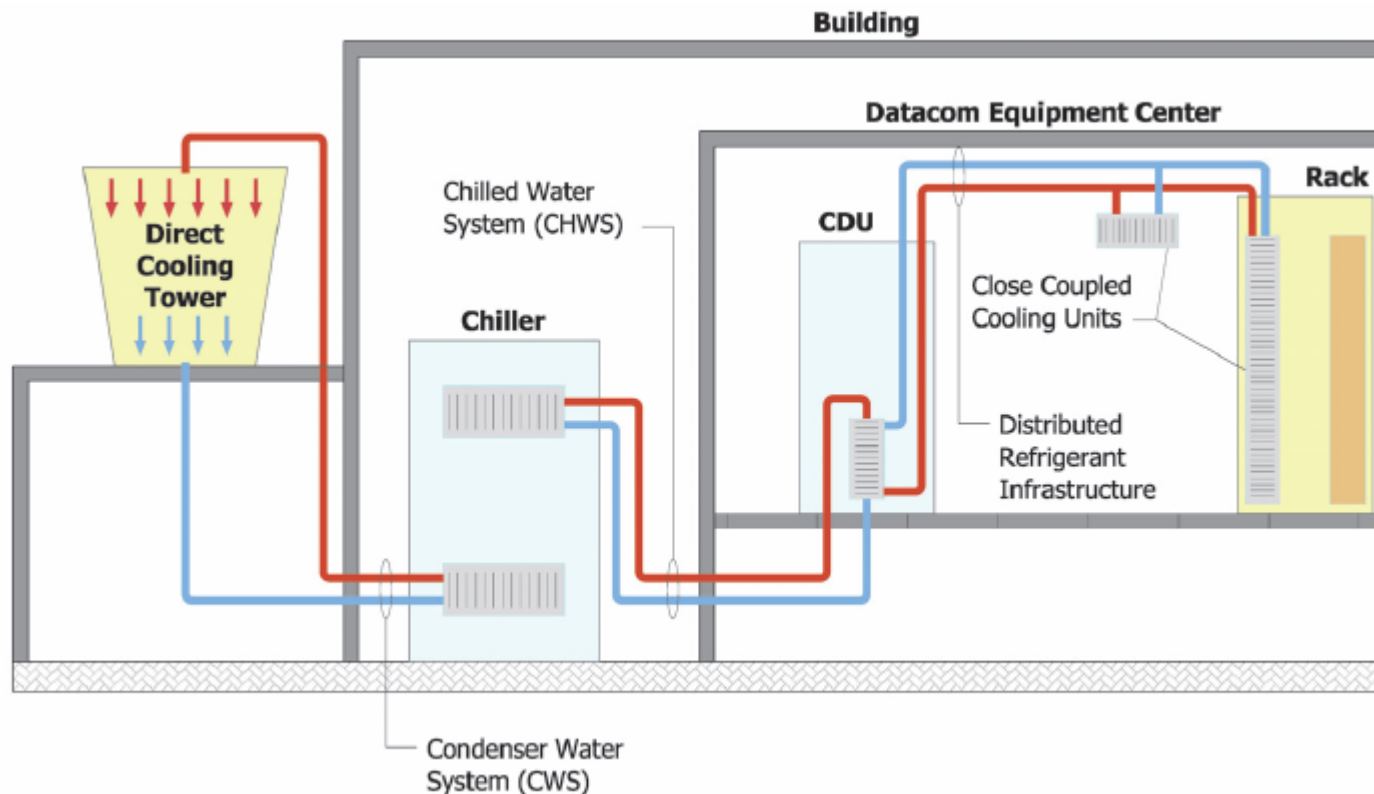 Building
Datacom Equipment Center
Rack
Chilled Water
System (CHWS)
CDU
Direct
Cooling
Tower
Close Coupled
Cooling Units
Chiller
Distributed
Refrigerant
Infrastructure
Condenser Water
System (CWS)